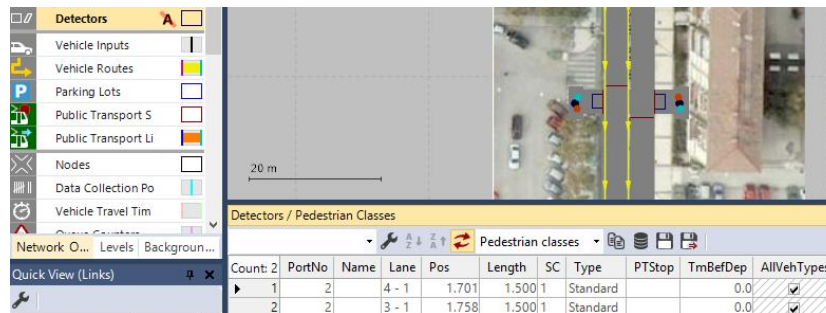 Detectors
A
Vehicle Inputs
Vehicle Routes
P
Parking Lots
Public Transport S
Public Transport Li
Nodes
Data Collection Po
Vehicle Travel Tim
Network O... Levels Backgroun...
Quick View (Links)
20 m
Detectors / Pedestrian Classes
Pedestrian classes
Count: 2 PortNo Name Lane Pos Length SC Type PTStop TmBefDep AllVehTypes
1 2 4 - 1 1.701 1.500 1 Standard 0.0
2 2 3 - 1 1.758 1.500 1 Standard 0.0